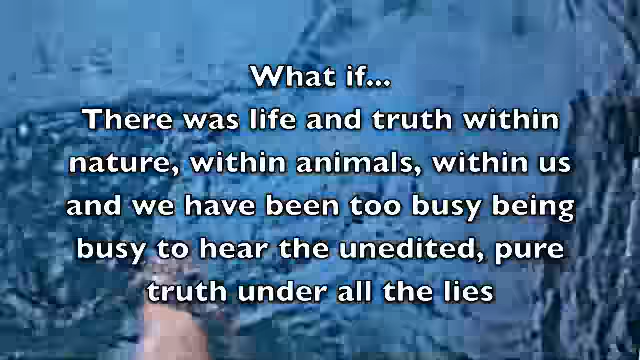 What if...
There was life and truth within
nature, within animals, within us
and we have been too busy being
busy to hear the unedited, pure
truth under all the lies